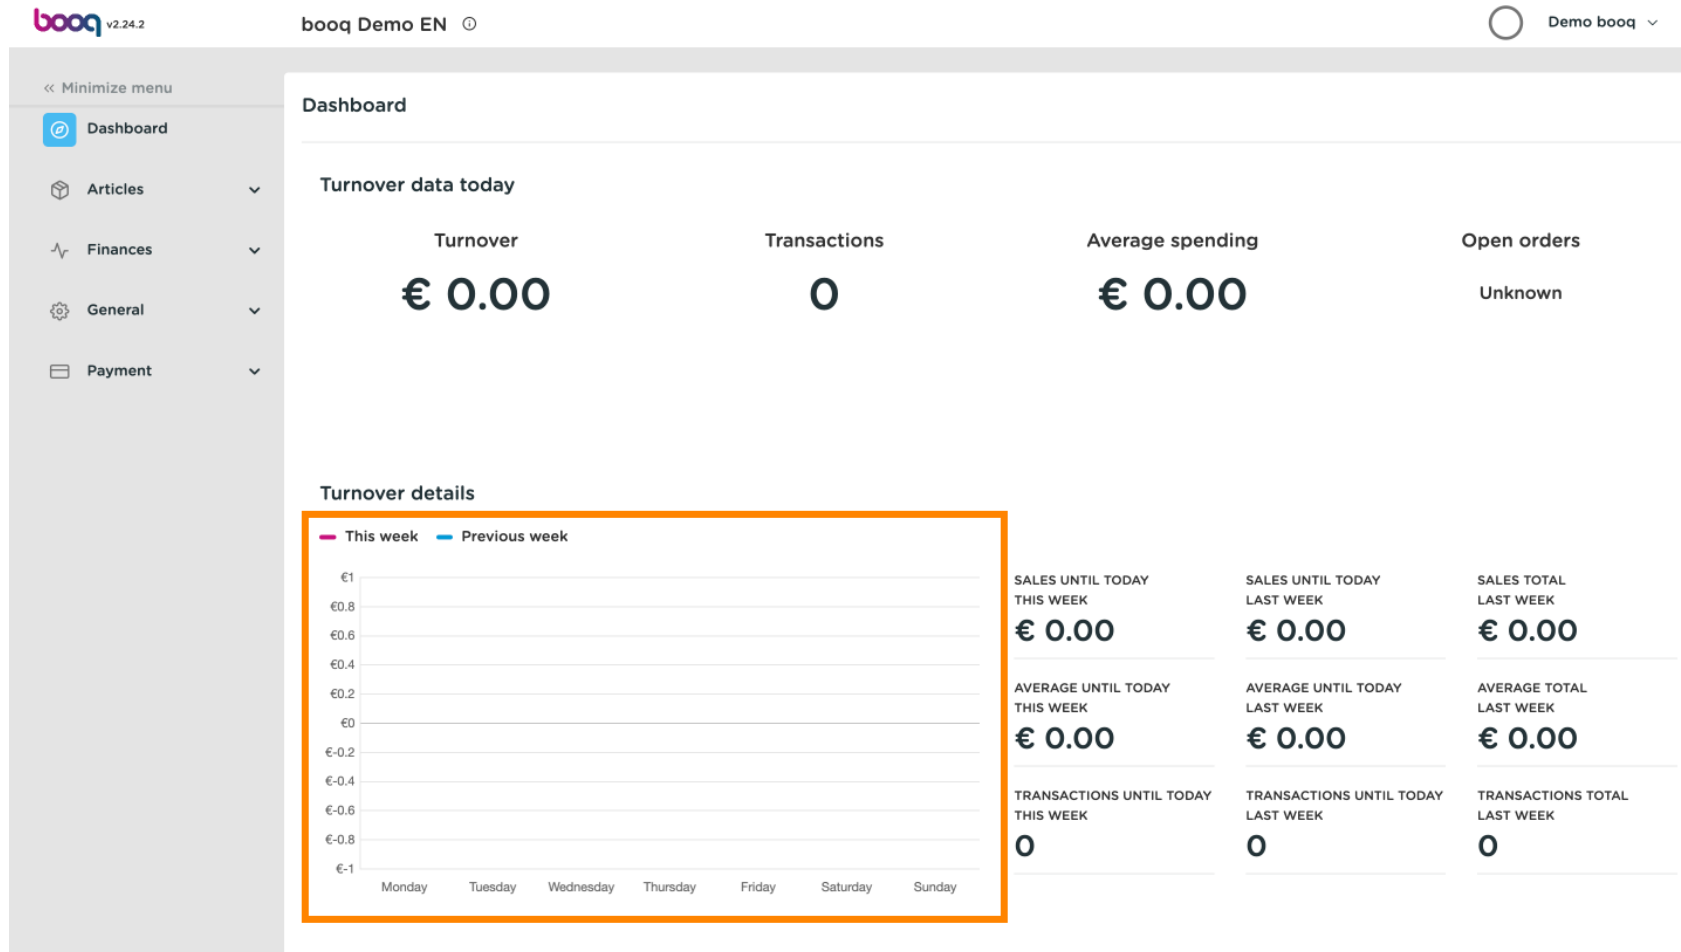 booq v2.24.2
booq Demo EN
Demo booq
« Minimize menu
Dashboard
Articles
Finances
General
Payment
Dashboard
Turnover data today
Turnover
Transactions
Average spending
Open orders
€ 0.00
0
€ 0.00
Unknown
Turnover details
This week Previous week
€1
€0.8
€0.6
€0.4
€0.2
€0
€-0.2
€-0.4
€-0.6
€-0.8
€-1
Monday Tuesday Wednesday Thursday Friday Saturday Sunday
SALES UNTIL TODAY
THIS WEEK
€ 0.00
SALES UNTIL TODAY
LAST WEEK
€ 0.00
SALES TOTAL
LAST WEEK
€ 0.00
AVERAGE UNTIL TODAY
THIS WEEK
€ 0.00
AVERAGE UNTIL TODAY
LAST WEEK
€ 0.00
AVERAGE TOTAL
LAST WEEK
€ 0.00
TRANSACTIONS UNTIL TODAY
THIS WEEK
0
TRANSACTIONS UNTIL TODAY
LAST WEEK
0
TRANSACTIONS TOTAL
LAST WEEK
0